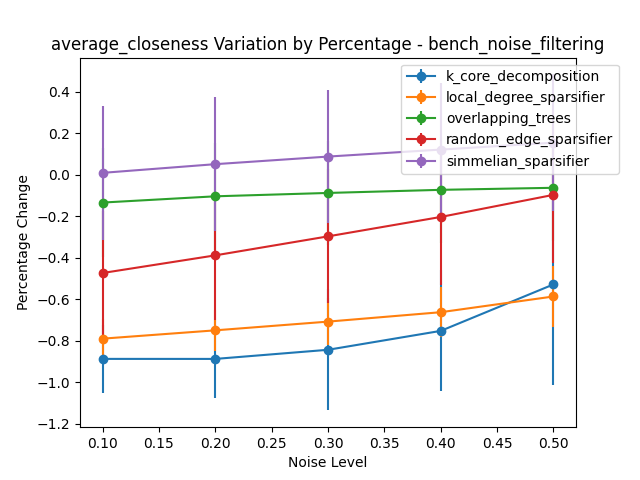 average_closeness Variation by Percentage - bench_noise_filtering
k_core_decomposition
local_degree_sparsifier
overlapping_trees
random_edge_sparsifier
simmelian_sparsifier
Percentage Change
0.4
0.2
0.0
−0.2
−0.4
−0.6
−0.8
−1.0
−1.2
0.10 0.15 0.20 0.25 0.30 0.35 0.40 0.45 0.50
Noise Level